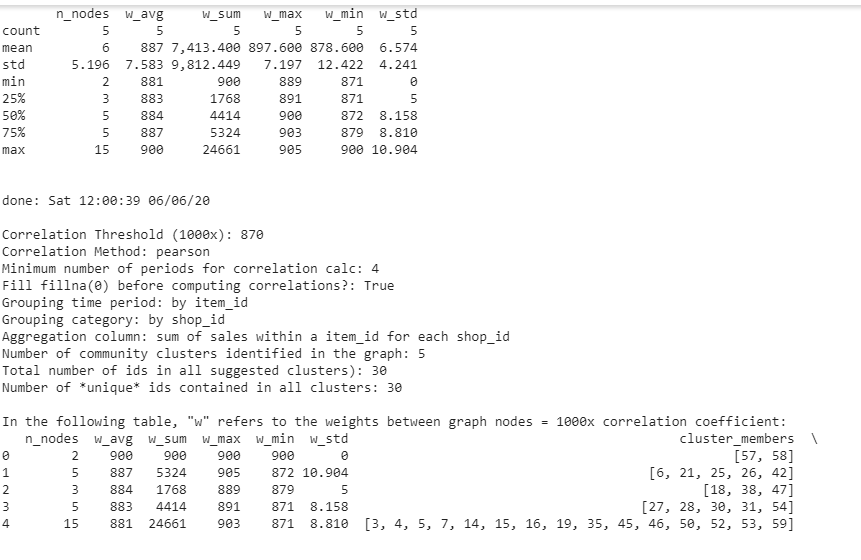 n_nodes w_avg w_sum w_max w_min w_std
count 5 5 5 5 5 5
mean 6 887 7,413.400 897.600 878.600 6.574
std 5.196 7.583 9,812.449 7.197 12.422 4.241
min 2 881 900 889 871 0
25% 3 883 1768 891 871 5
50% 5 884 4414 900 872 8.158
75% 5 887 5324 903 879 8.810
max 15 900 24661 905 900 10.904
done: Sat 12:00:39 06/06/20
Correlation Threshold (1000x): 870
Correlation Method: pearson
Minimum number of periods for correlation calc: 4
Fill fillna(0) before computing correlations?: True
Grouping time period: by item_id
Grouping category: by shop_id
Aggregation column: sum of sales within a item_id for each shop_id
Number of community clusters identified in the graph: 5
Total number of ids in all suggested clusters): 30
Number of *unique* ids contained in all clusters: 30
In the following table, "w" refers to the weights between graph nodes = 1000x correlation coefficient:
n_nodes w_avg w_sum w_max w_min w_std cluster_members \
0 2 900 900 900 900 0 [57, 58]
1 5 887 5324 905 872 10.904 [6, 21, 25, 26, 42]
2 3 884 1768 889 879 5 [18, 38, 47]
3 5 883 4414 891 871 8.158 [27, 28, 30, 31, 54]
4 15 881 24661 903 871 8.810 [3, 4, 5, 7, 14, 15, 16, 19, 35, 45, 46, 50, 52, 53, 59]